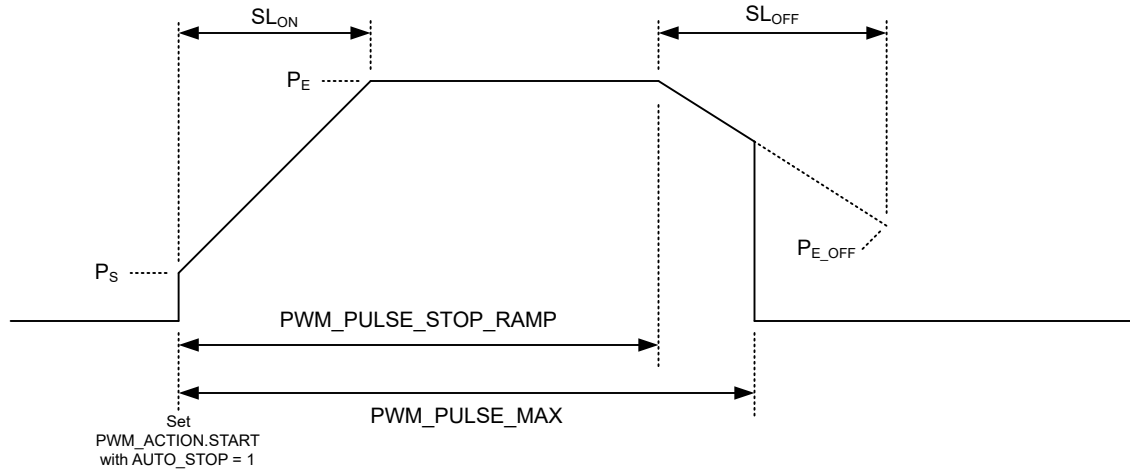 SL_ON
SL_OFF
P_E
P_S
P_E_OFF
PWM_PULSE_STOP_RAMP
PWM_PULSE_MAX
Set
PWM_ACTION.START
with AUTO_STOP = 1